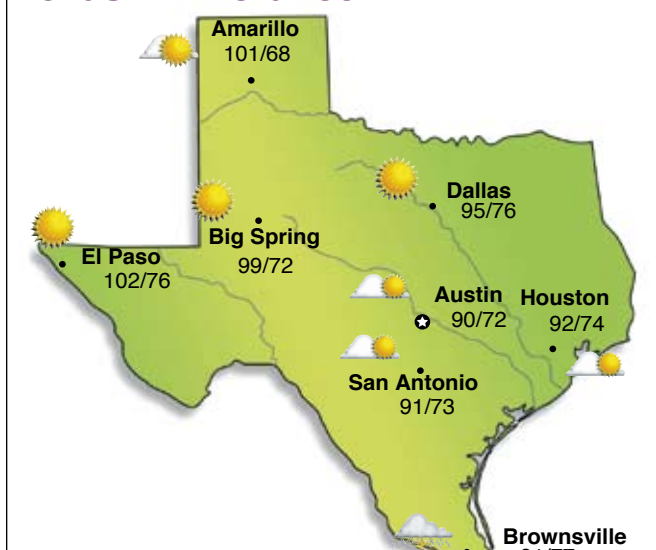 Amarillo
101/68
Dallas
95/76
Big Spring
99/72
El Paso
102/76
Austin
90/72
Houston
92/74
San Antonio
91/73
Brownsville